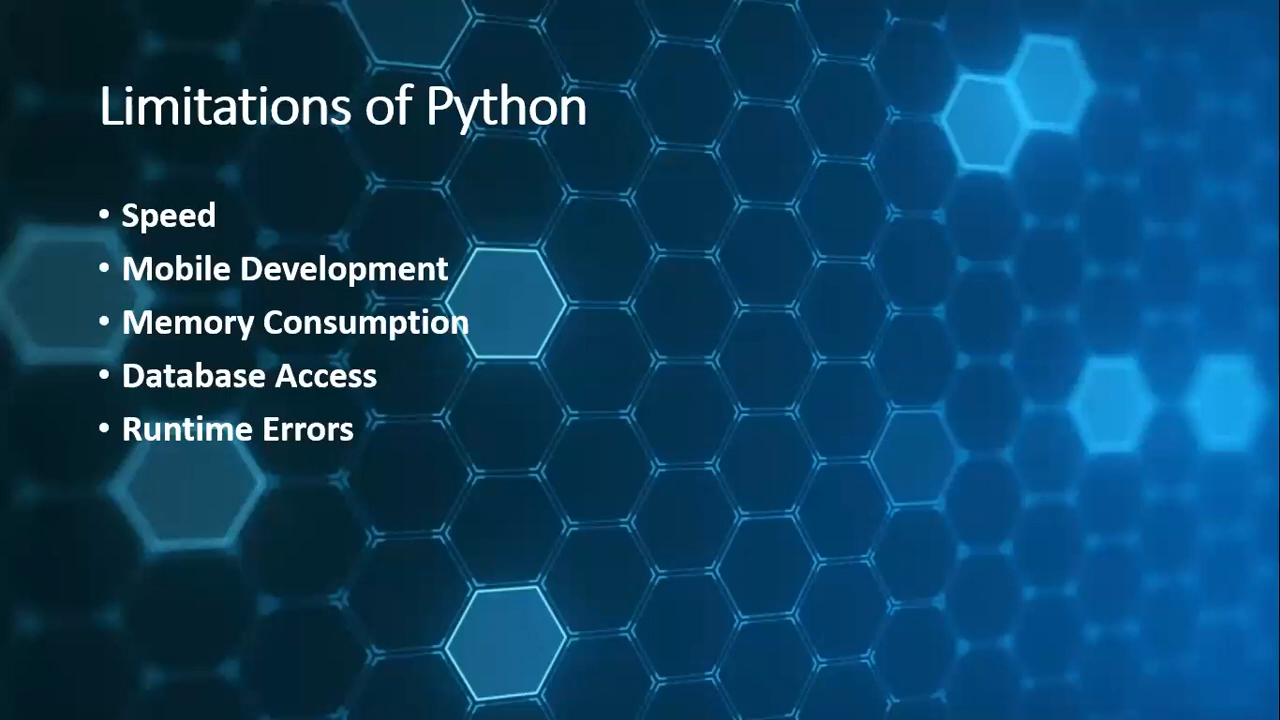 Limitations of Python
• Speed
• Mobile Development
• Memory Consumption
• Database Access
• Runtime Errors